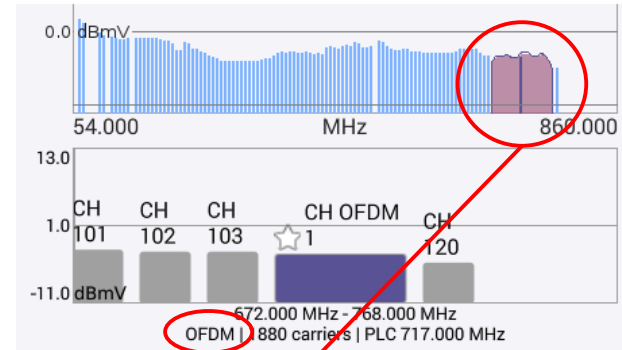 0.0 dBmV
54.000 MHz 860.000
13.0
CH 101 CH 102 CH 103 CH OFDM 1 CH 120
1.0
-11.0 dBmV
672.000 MHz - 768.000 MHz
OFDM | 1880 carriers | PLC 717.000 MHz